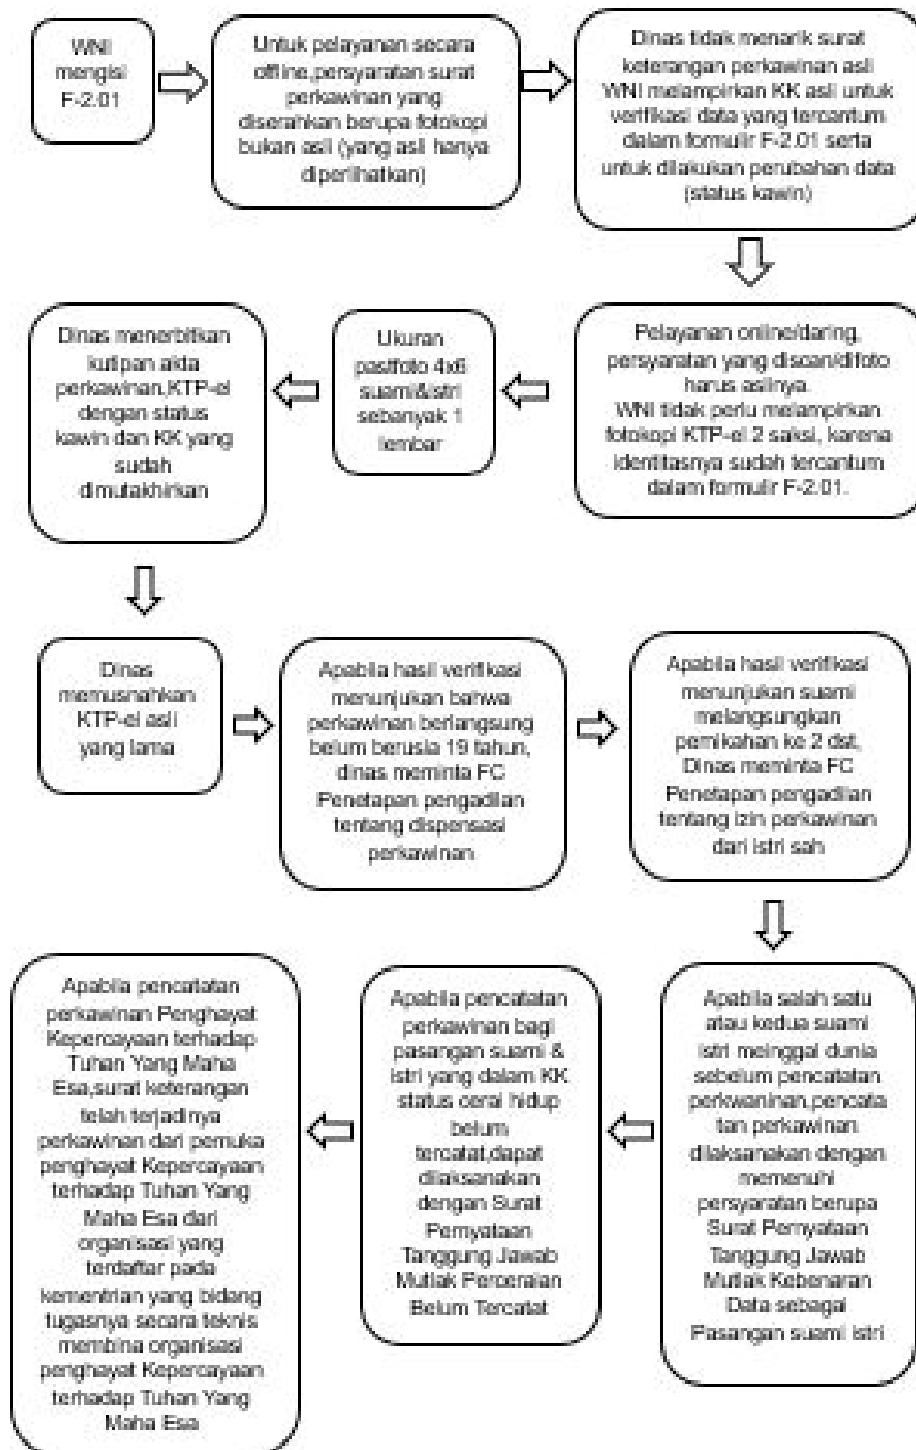 WNI
mengisi
F-2.01
Untuk pelayanan secara
offline,persyaratan surat
perkawinan yang
diserahkan berupa fotokopi
bukan asli (yang asli hanya
diperlihatkan)
Dinas tidak menarik surat
keterangan perkawinan asli
WNI melampirkan KK asli untuk
verifikasi data yang tercantum
dalam formulir F-2.01 serta
untuk dilakukan perubahan data
(status kawin)
Pelayanan online/daring,
persyaratan yang discan/difoto
harus aslinya.
WNI tidak perlu melampirkan
fotokopi KTP-el 2 saksi, karena
identitasnya sudah tercantum
dalam formulir F-2.01.
Ukuran
pastfoto 4x6
suami&istri
sebanyak 1
lembar
Dinas menerbitkan
kutipan akta
perkawinan,KTP-el
dengan status
kawin dan KK yang
sudah
dimutakhirkan
Dinas
memusnahkan
KTP-el asli
yang lama
Apabila hasil verifikasi
menunjukan bahwa
perkawinan berlangsung
belum berusia 19 tahun,
dinas meminta FC
Penetapan pengadilan
tentang dispensasi
perkawinan
Apabila hasil verifikasi
menunjukan suami
melangsungkan
pernikahan ke 2 dst,
Dinas meminta FC
Penetapan pengadilan
tentang izin perkawinan
dari istri sah
Apabila salah satu
atau kedua suami
istri meinggal dunia
sebelum pencatatan
perkwaninan,pencata
tan perkawinan
dilaksanakan dengan
memenuhi
persyaratan berupa
Surat Pernyataan
Tanggung Jawab
Mutlak Kebenaran
Data sebagai
Pasangan suami istri
Apabila pencatatan
perkawinan bagi
pasangan suami &
istri yang dalam KK
status cerai hidup
belum
tercatat,dapat
dilaksanakan
dengan Surat
Pernyataan
Tanggung Jawab
Mutlak Perceraian
Belum Tercatat
Apabila pencatatan
perkawinan Penghayat
Kepercayaan terhadap
Tuhan Yang Maha
Esa,surat keterangan
telah terjadinya
perkawinan dari pemuka
penghayat Kepercayaan
terhadap Tuhan Yang
Maha Esa dari
organisasi yang
terdaftar pada
kementrian yang bidang
tugasnya secara teknis
membina organisasi
penghayat Kepercayaan
terhadap Tuhan Yang
Maha Esa